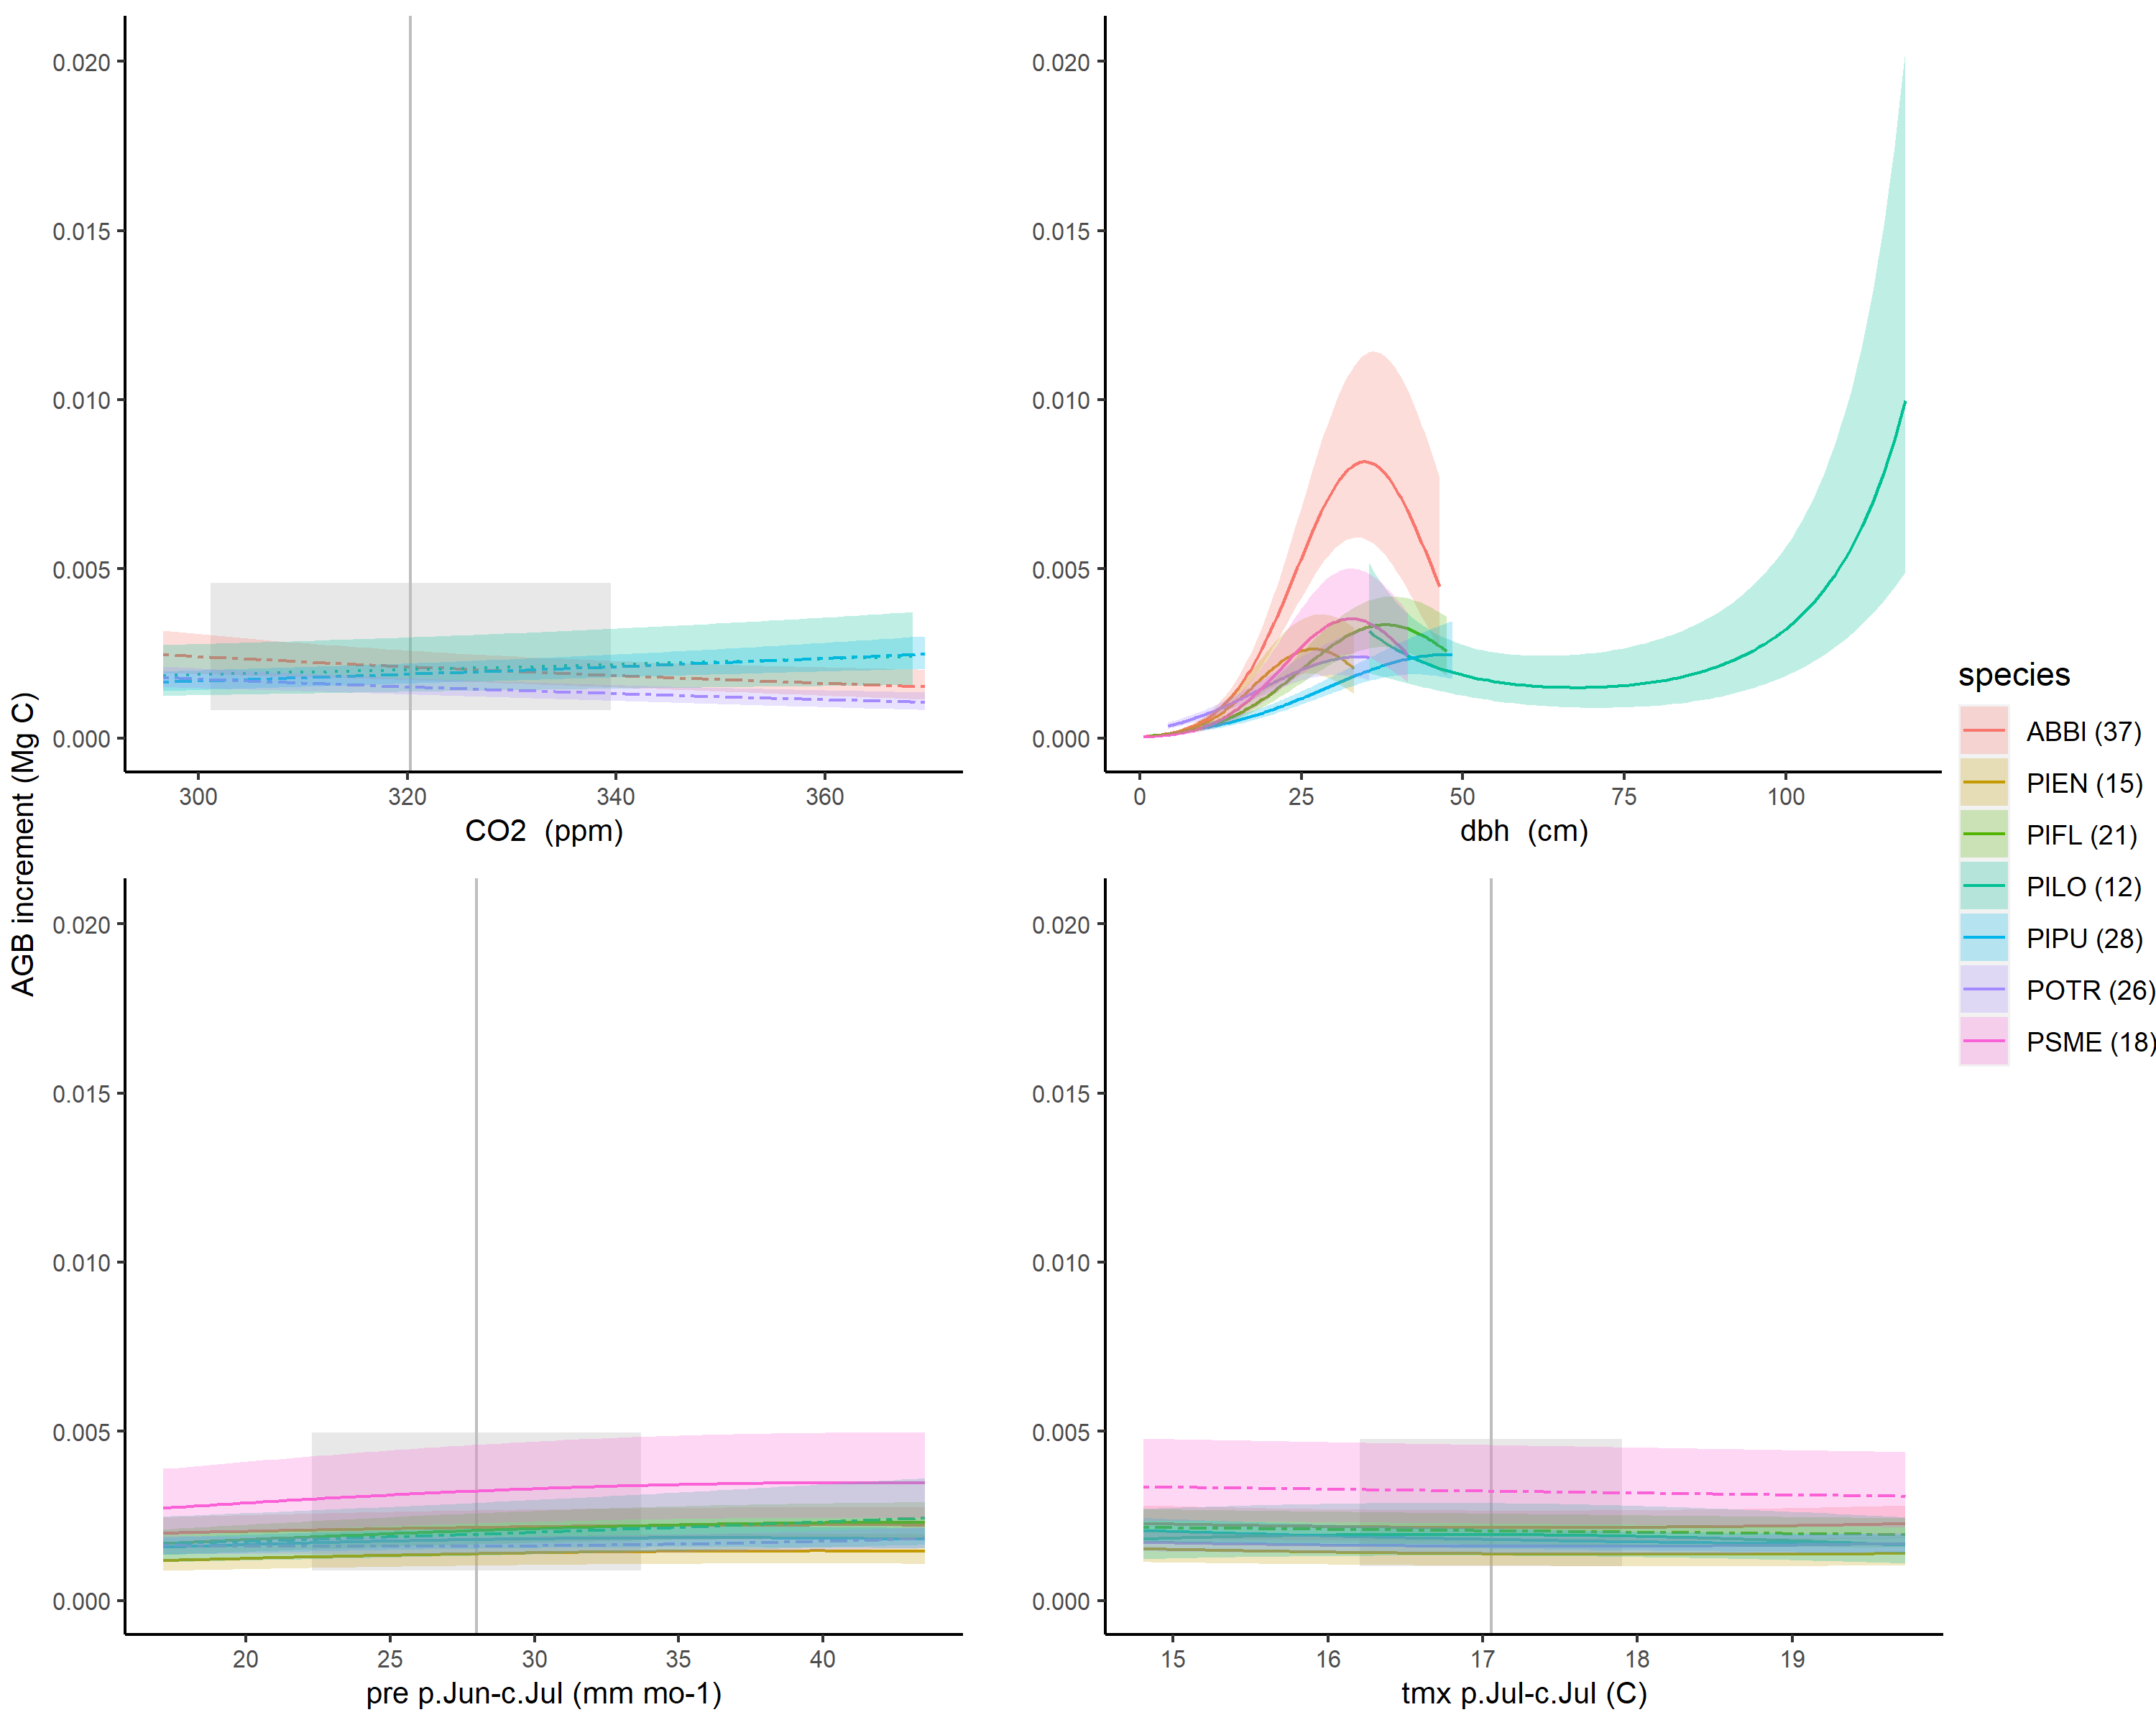 AGB increment (Mg C)
0.020
0.015
0.010
0.005
0.000
300 320 340 360
CO2 (ppm)
0.020
0.015
0.010
0.005
0.000
0 25 50 75 100
dbh (cm)
0.020
0.015
0.010
0.005
0.000
20 25 30 35 40
pre p.Jun-c.Jul (mm mo-1)
0.020
0.015
0.010
0.005
0.000
15 16 17 18 19
tmx p.Jul-c.Jul (C)
species
ABBI (37)
PIEN (15)
PIFL (21)
PILO (12)
PIPU (28)
POTR (26)
PSME (18)